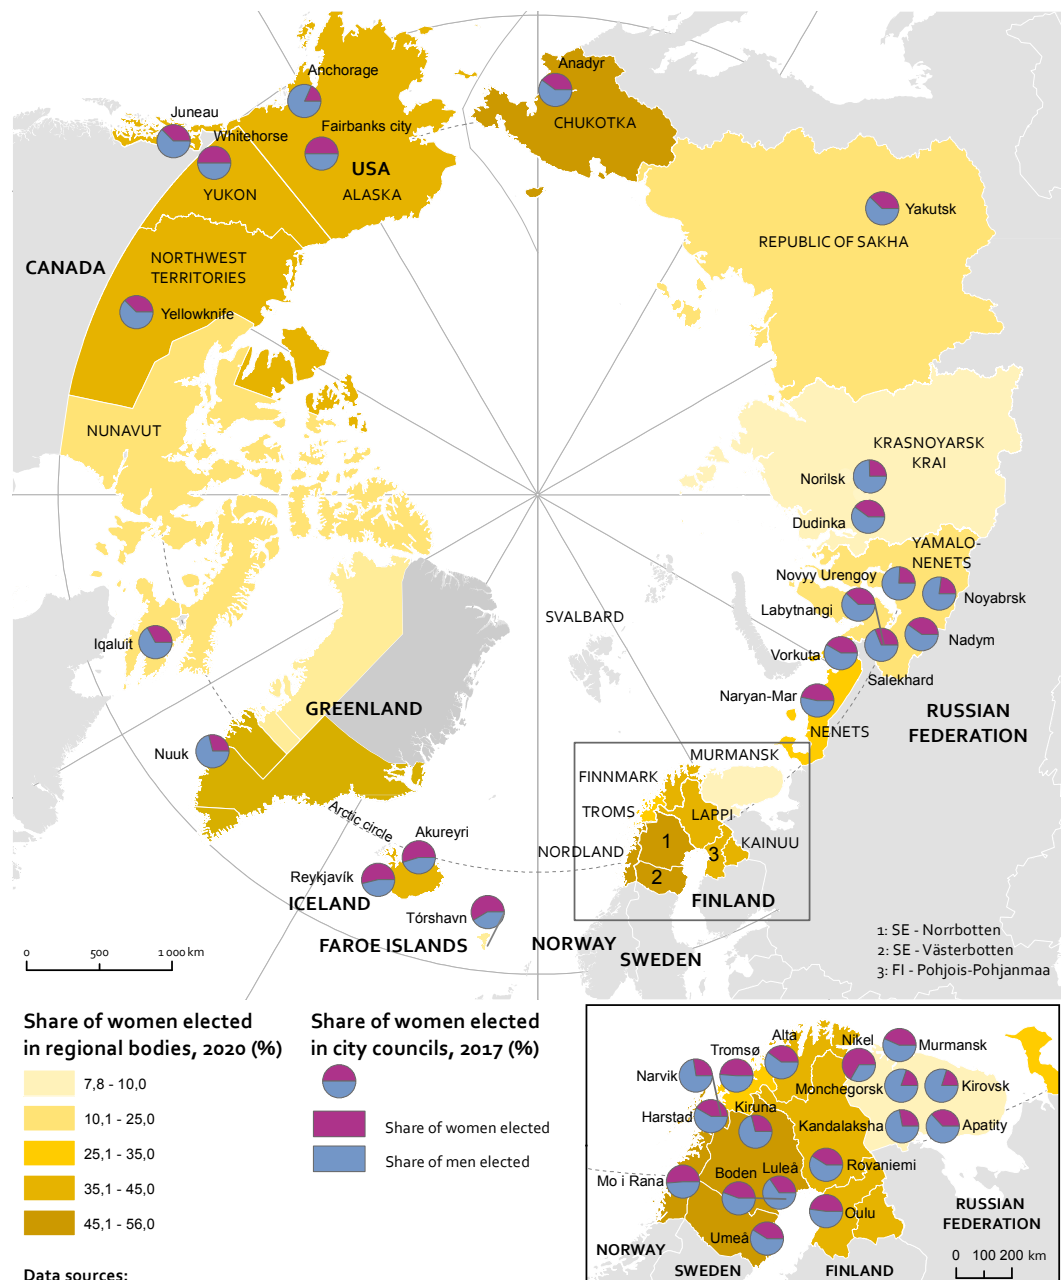 Anchorage
Anadyr
Juneau
Whitehorse
Fairbanks city
CHUKOTKA
USA
YUKON
ALASKA
Yakutsk
REPUBLIC OF SAKHA
CANADA
NORTHWEST
TERRITORIES
Yellowknife
NUNAVUT
KRASNOYARSK
KRAI
Norilsk
Dudinka
YAMALO-
NENETS
Novyy Urengoy
Noyabrsk
Labytnangi
SVALBARD
Iqaluit
Nadym
Vorkuta
Salekhard
Naryan-Mar
GREENLAND
RUSSIAN
FEDERATION
NENETS
Nuuk
MURMANSK
FINNMARK
TROMS
LAPPI
Arctic circle
Akureyri
NORDLAND
1
KAINUU
3
2
Reykjavík
ICELAND
FINLAND
Tórshavn
FAROE ISLANDS
NORWAY
SWEDEN
1: SE - Norrbotten
2: SE - Västerbotten
3: FI - Pohjois-Pohjanmaa
0 500 1 000 km
Share of women elected
in regional bodies, 2020 (%)
7,8 - 10,0
10,1 - 25,0
25,1 - 35,0
35,1 - 45,0
45,1 - 56,0
Share of women elected
in city councils, 2017 (%)
Share of women elected
Share of men elected
Data sources:
Alta
Nikel
Murmansk
Tromsø
Narvik
Monchegorsk
Kirovsk
Harstad
Kiruna
Kandalaksha
Apatity
Rovaniemi
Mo i Rana
Boden
Luleå
Oulu
RUSSIAN
FEDERATION
Umeå
NORWAY
0 100 200 km
SWEDEN
FINLAND